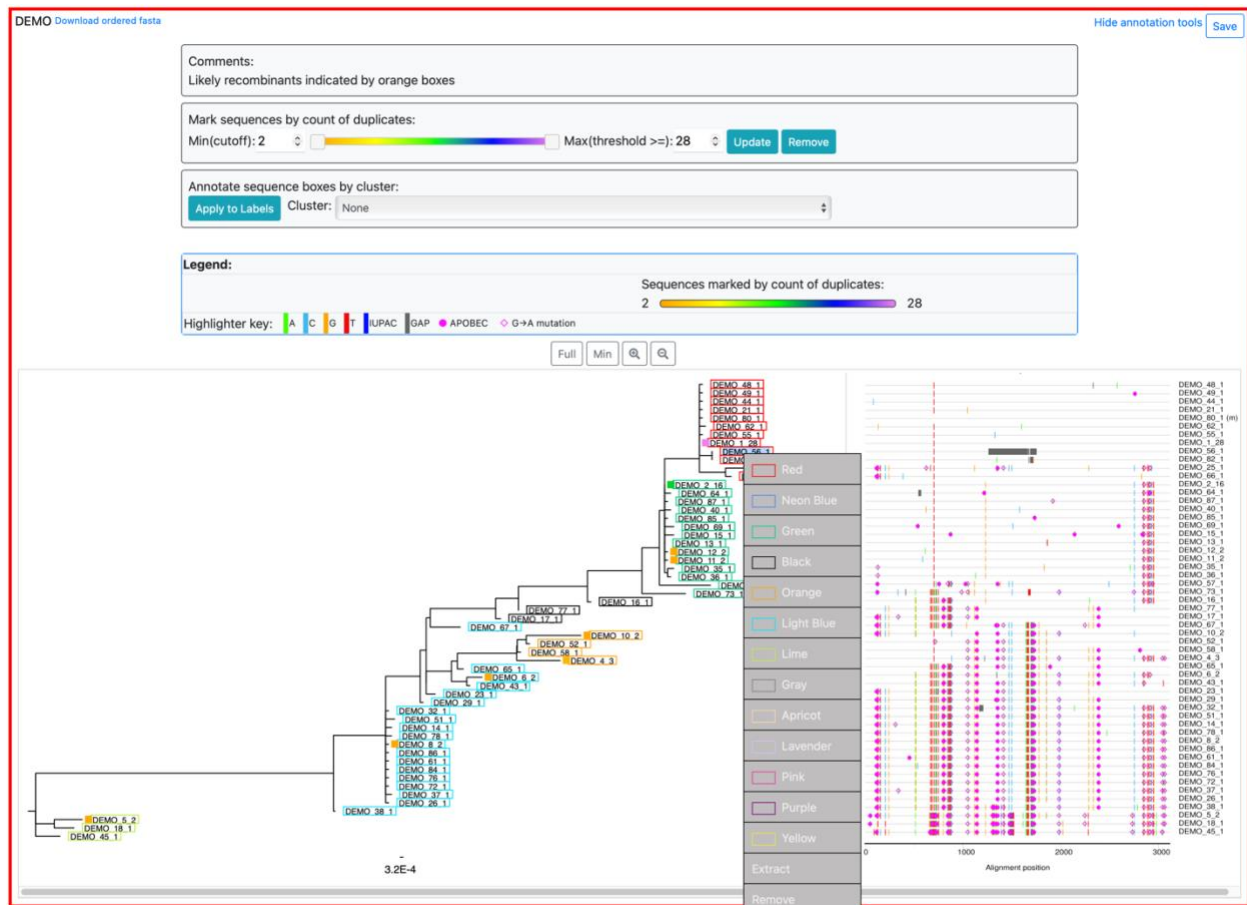 DEMO Download ordered fasta
Hide annotation tools Save
Comments:
Likely recombinants indicated by orange boxes
Mark sequences by count of duplicates:
Min(cutoff): 2 Max(threshold >=): 28 Update Remove
Annotate sequence boxes by cluster:
Apply to Labels Cluster: None
Legend:
Sequences marked by count of duplicates:
2 28
Highlighter key: A C G T IUPAC GAP APOBEC G→A mutation
Full Min
DEMO_48_1
DEMO_49_1
DEMO_44_1
DEMO_21_1
DEMO_80_1
DEMO_62_1
DEMO_55_1
DEMO_1_28
DEMO_56_1
DEMO
DEMO_2_16
DEMO_64_1
DEMO_87_1
DEMO_40_1
DEMO_85_1
DEMO_69_1
DEMO_15_1
DEMO_13_1
DEMO_12_2
DEMO_11_2
DEMO_35_1
DEMO_36_1
DEMO
DEMO_73_1
DEMO_16_1
DEMO_77_1
DEMO_17_1
DEMO_67_1
DEMO_10_2
DEMO_52_1
DEMO_58_1
DEMO_4_3
DEMO_65_1
DEMO_6_2
DEMO_43_1
DEMO_23_1
DEMO_29_1
DEMO_32_1
DEMO_51_1
DEMO_14_1
DEMO_78_1
DEMO_8_2
DEMO_86_1
DEMO_61_1
DEMO_84_1
DEMO_76_1
DEMO_72_1
DEMO_37_1
DEMO_26_1
DEMO_38_1
DEMO_5_2
DEMO_18_1
DEMO_45_1
3.2E-4
Red
Neon Blue
Green
Black
Orange
Light Blue
Lime
Gray
Apricot
Lavender
Pink
Purple
Yellow
Extract
Remove
DEMO_48_1
DEMO_49_1
DEMO_44_1
DEMO_21_1
DEMO_80_1 (m)
DEMO_62_1
DEMO_55_1
DEMO_1_28
DEMO_56_1
DEMO_82_1
DEMO_25_1
DEMO_66_1
DEMO_2_16
DEMO_64_1
DEMO_87_1
DEMO_40_1
DEMO_85_1
DEMO_69_1
DEMO_15_1
DEMO_13_1
DEMO_12_2
DEMO_11_2
DEMO_35_1
DEMO_36_1
DEMO_57_1
DEMO_73_1
DEMO_16_1
DEMO_77_1
DEMO_17_1
DEMO_67_1
DEMO_10_2
DEMO_52_1
DEMO_58_1
DEMO_4_3
DEMO_65_1
DEMO_6_2
DEMO_43_1
DEMO_23_1
DEMO_29_1
DEMO_32_1
DEMO_51_1
DEMO_14_1
DEMO_78_1
DEMO_8_2
DEMO_86_1
DEMO_61_1
DEMO_84_1
DEMO_76_1
DEMO_72_1
DEMO_37_1
DEMO_26_1
DEMO_38_1
DEMO_5_2
DEMO_18_1
DEMO_45_1
0 1000 2000 3000
Alignment position